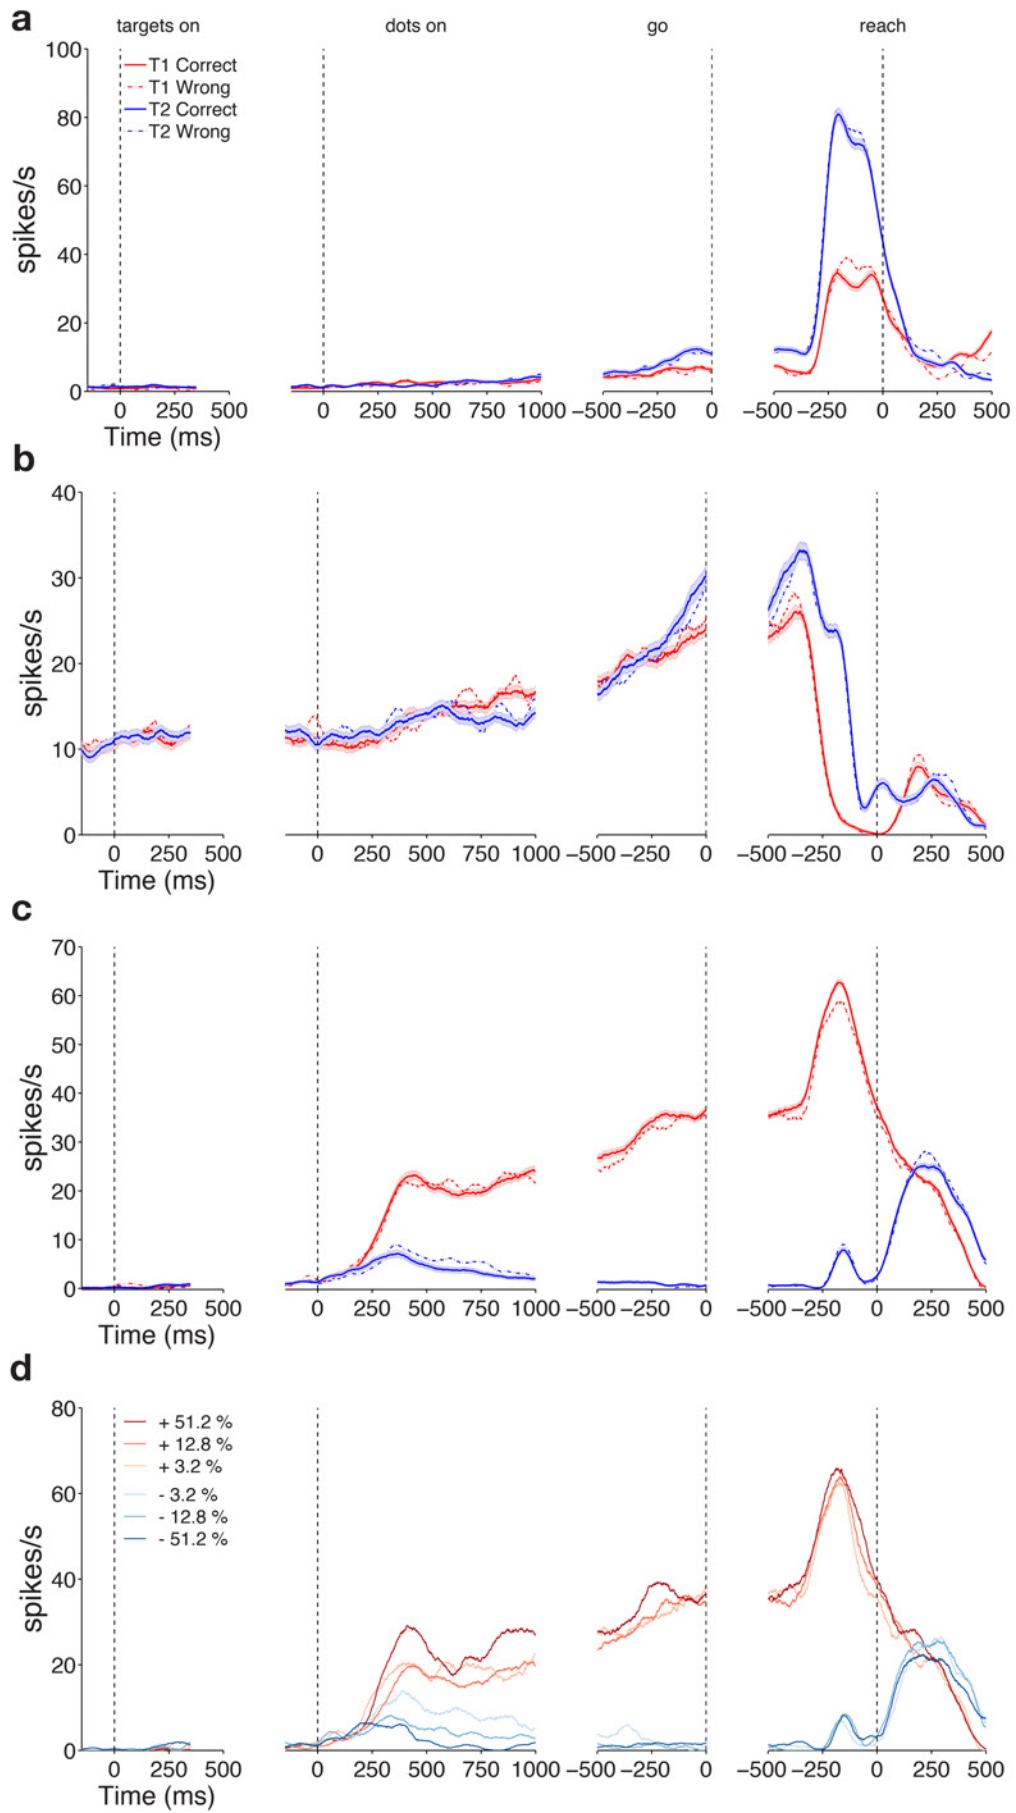 a
targets on dots on go reach
100
T1 Correct
T1 Wrong
80
T2 Correct
T2 Wrong
60
40
20
0
spikes/s
0 250 500 0 250 500 750 1000 −500 −250 0 −500 −250 0 250 500
Time (ms)
b
40
30
20
10
0
spikes/s
0 250 500 0 250 500 750 1000 −500 −250 0 −500 −250 0 250 500
Time (ms)
c
70
60
50
40
30
20
10
0
spikes/s
0 250 500 0 250 500 750 1000 −500 −250 0 −500 −250 0 250 500
Time (ms)
d
80
+ 51.2 %
+ 12.8 %
+ 3.2 %
60
- 3.2 %
- 12.8 %
- 51.2 %
40
20
0
spikes/s
0 250 500 0 250 500 750 1000 −500 −250 0 −500 −250 0 250 500
Time (ms)